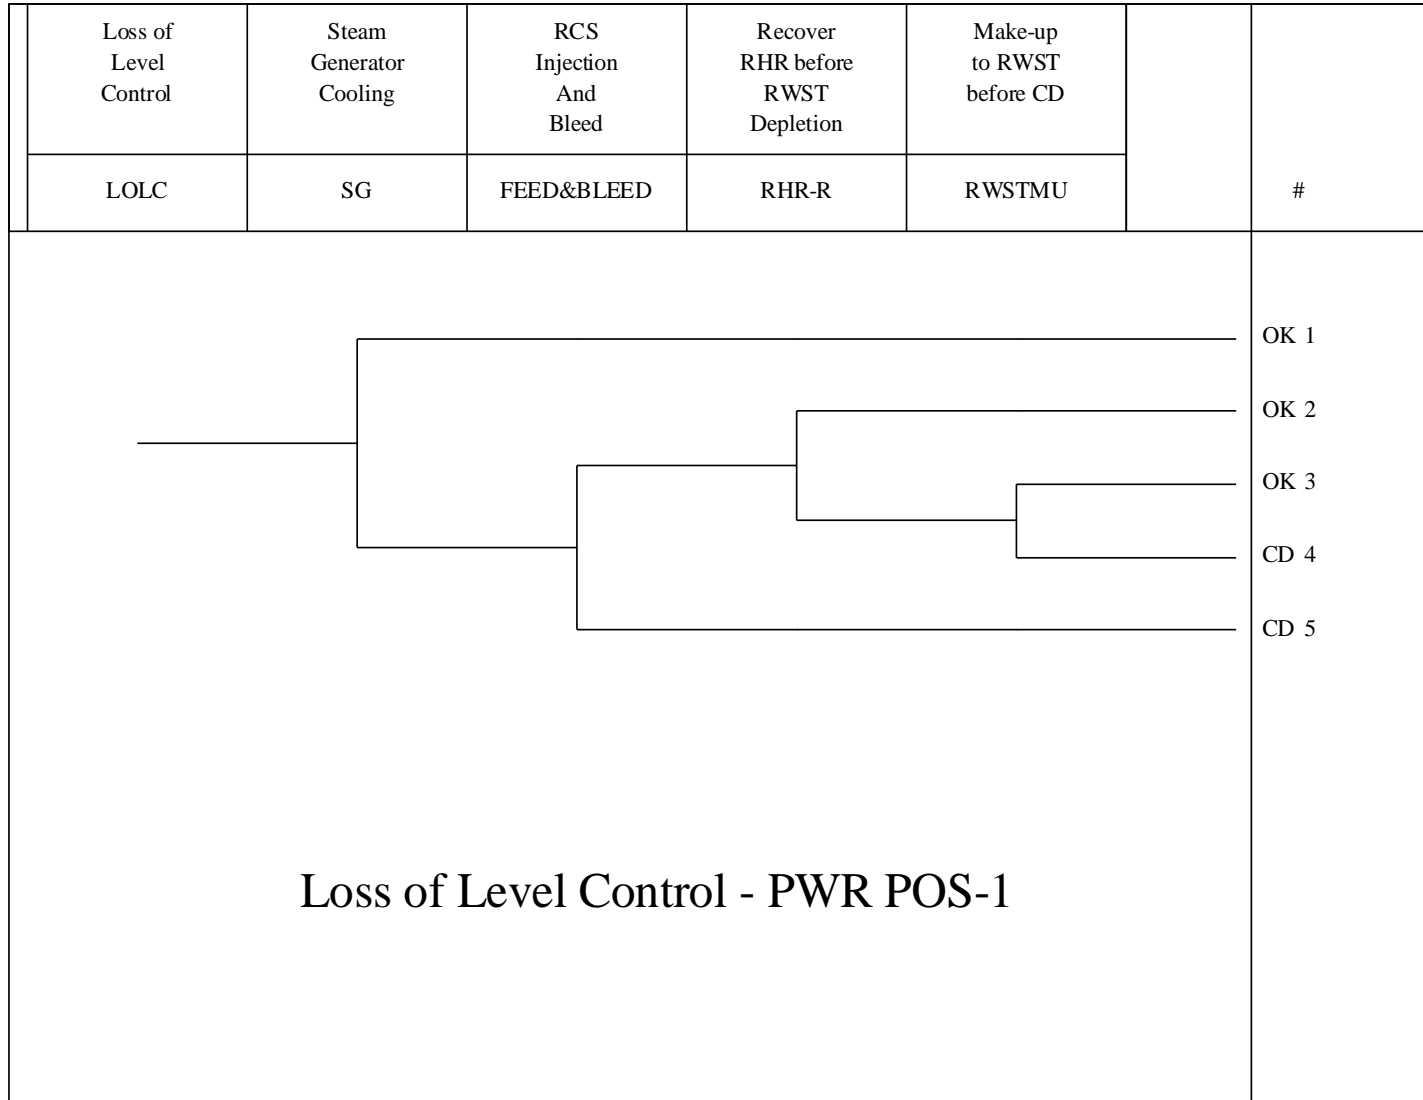 Loss of
Level
Control
Steam
Generator
Cooling
RCS
Injection
And
Bleed
Recover
RHR before
RWST
Depletion
Make-up
to RWST
before CD
LOLC
SG
FEED&BLEED
RHR-R
RWSTMU
#
OK 1
OK 2
OK 3
CD 4
CD 5
Loss of Level Control - PWR POS-1